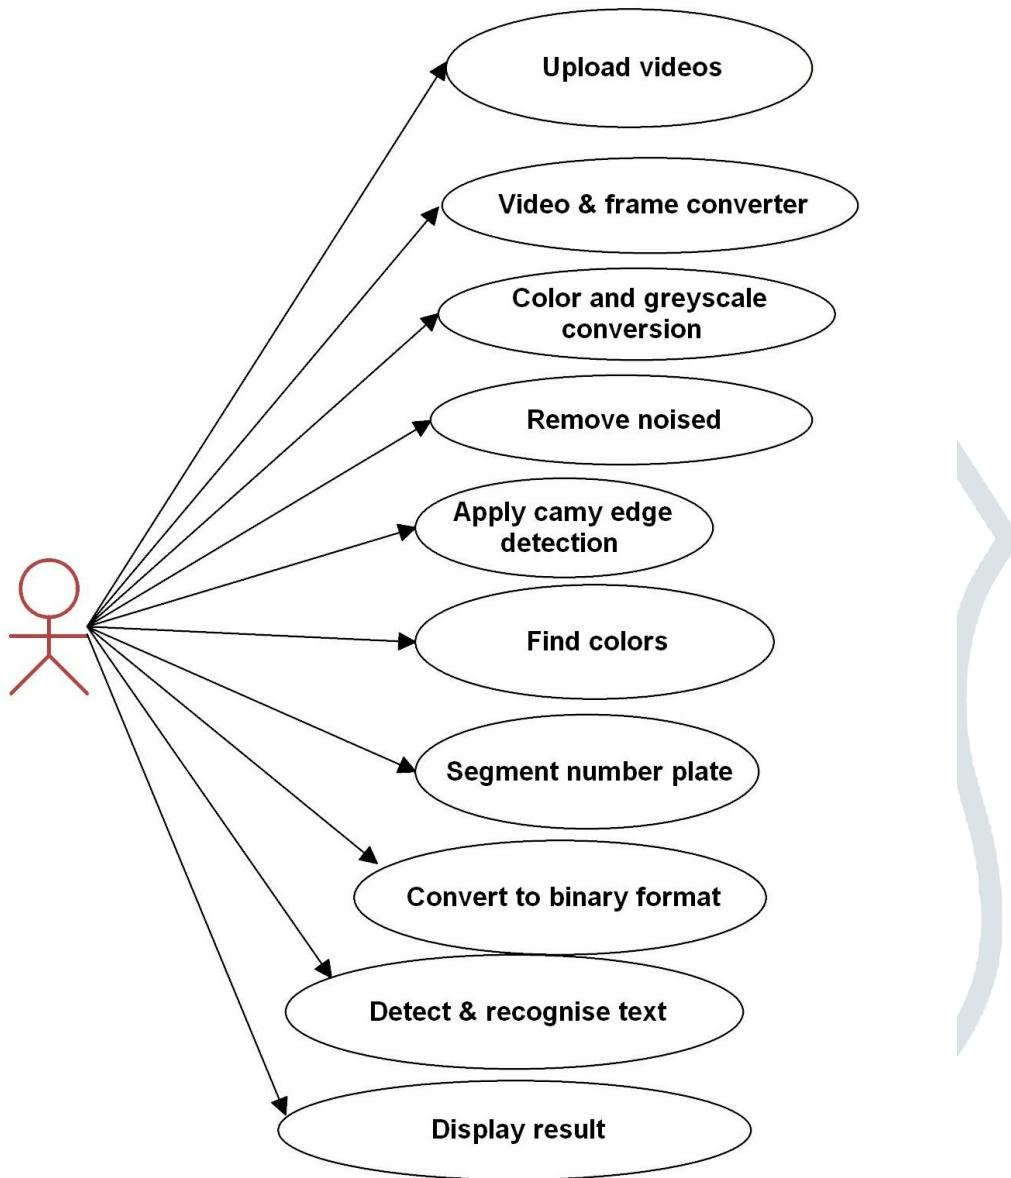 Upload videos
Video & frame converter
Color and greyscale
conversion
Remove noised
Apply camy edge
detection
Find colors
Segment number plate
Convert to binary format
Detect & recognise text
Display result